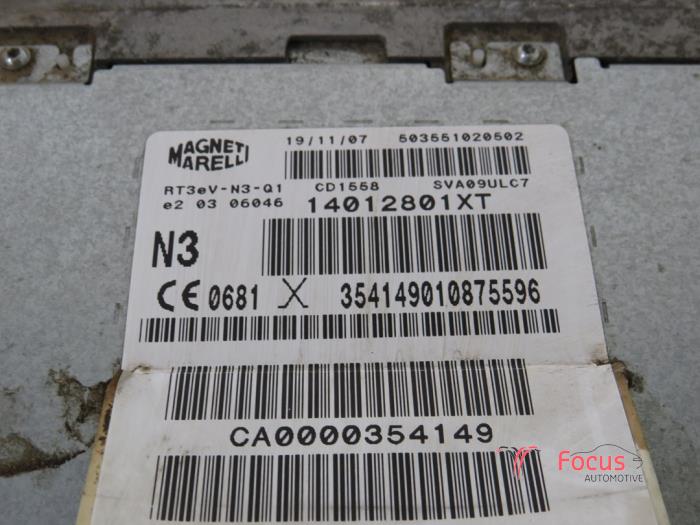 MAGNETI MARELLI
19/11/07 503551020502
RT3eV-N3-Q1 CD1558 SVA09ULC7
e2 03 06046 14012801XT
N3
CE 0681 354149010875596
CA0000354149
Focus
AUTOMOTIVE